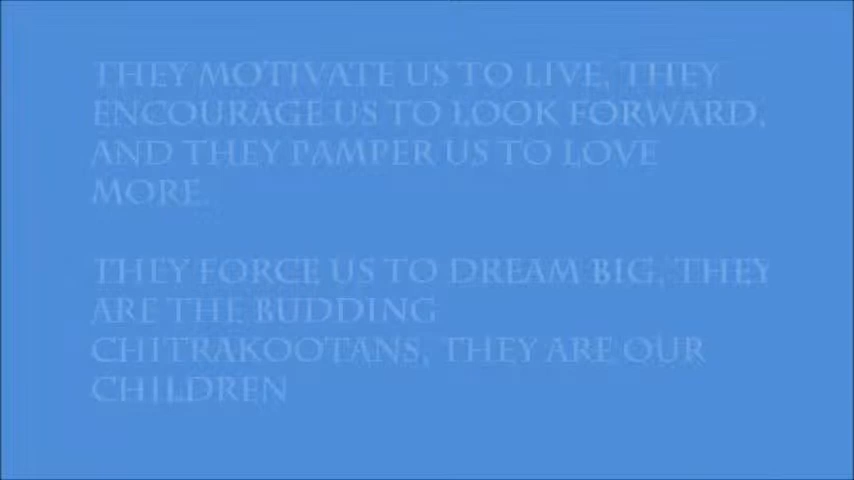 THEY MOTIVATE US TO LIVE, THEY
ENCOURAGE US TO LOOK FORWARD,
AND THEY PAMPER US TO LOVE
MORE.
THEY FORCE US TO DREAM BIG, THEY
ARE THE BUDDING
CHITRAKOOTANS, THEY ARE OUR
CHILDREN